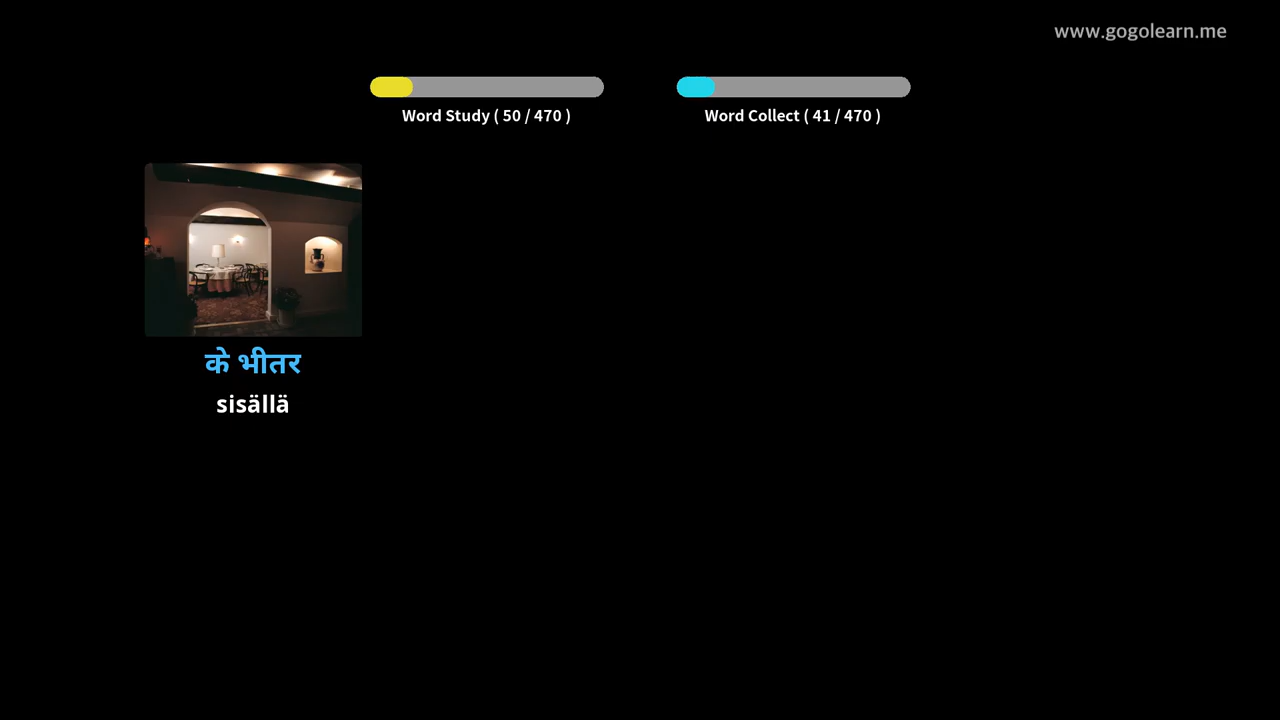 www.gogolearn.me
Word Study ( 50 / 470 )
Word Collect ( 41 / 470 )
के भीतर
sisällä